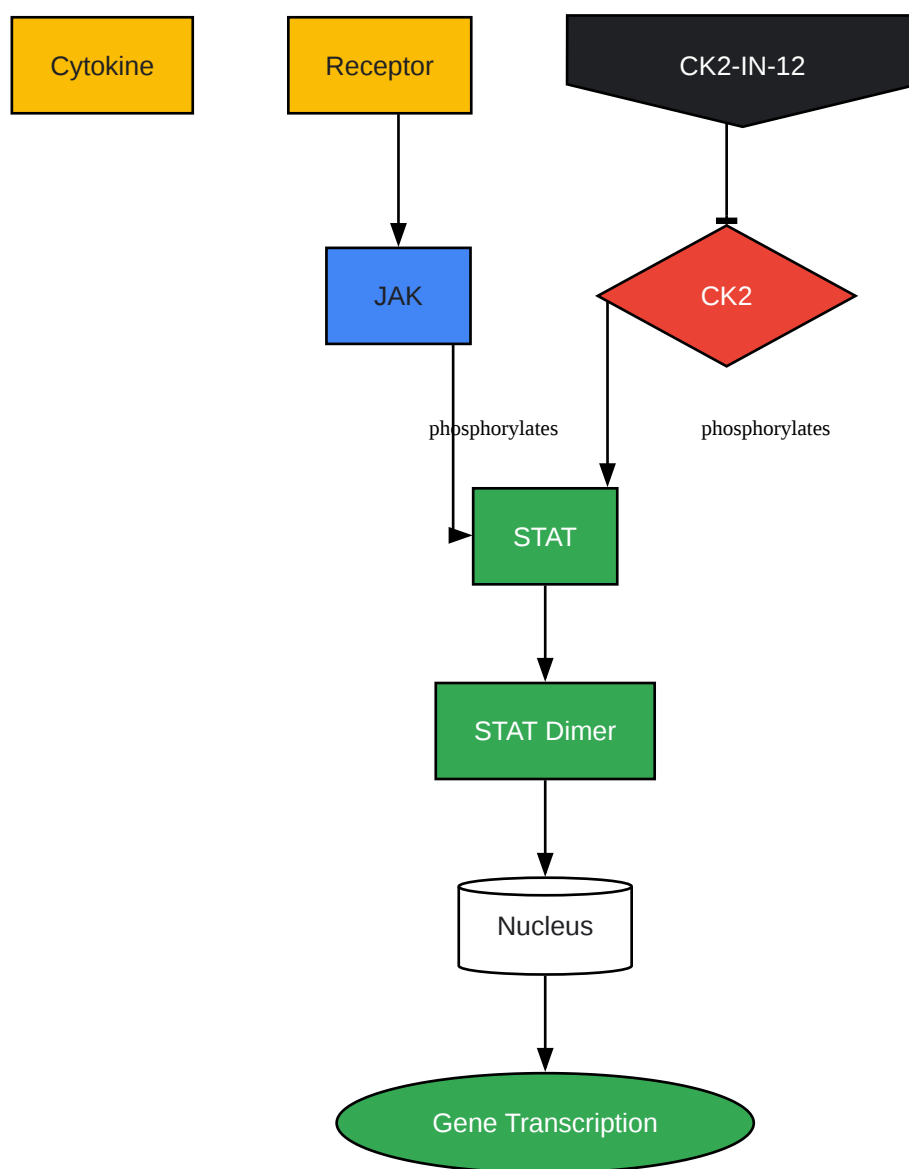 Cytokine
Receptor
CK2-IN-12
JAK
CK2
phosphorylates
phosphorylates
STAT
STAT Dimer
Nucleus
Gene Transcription